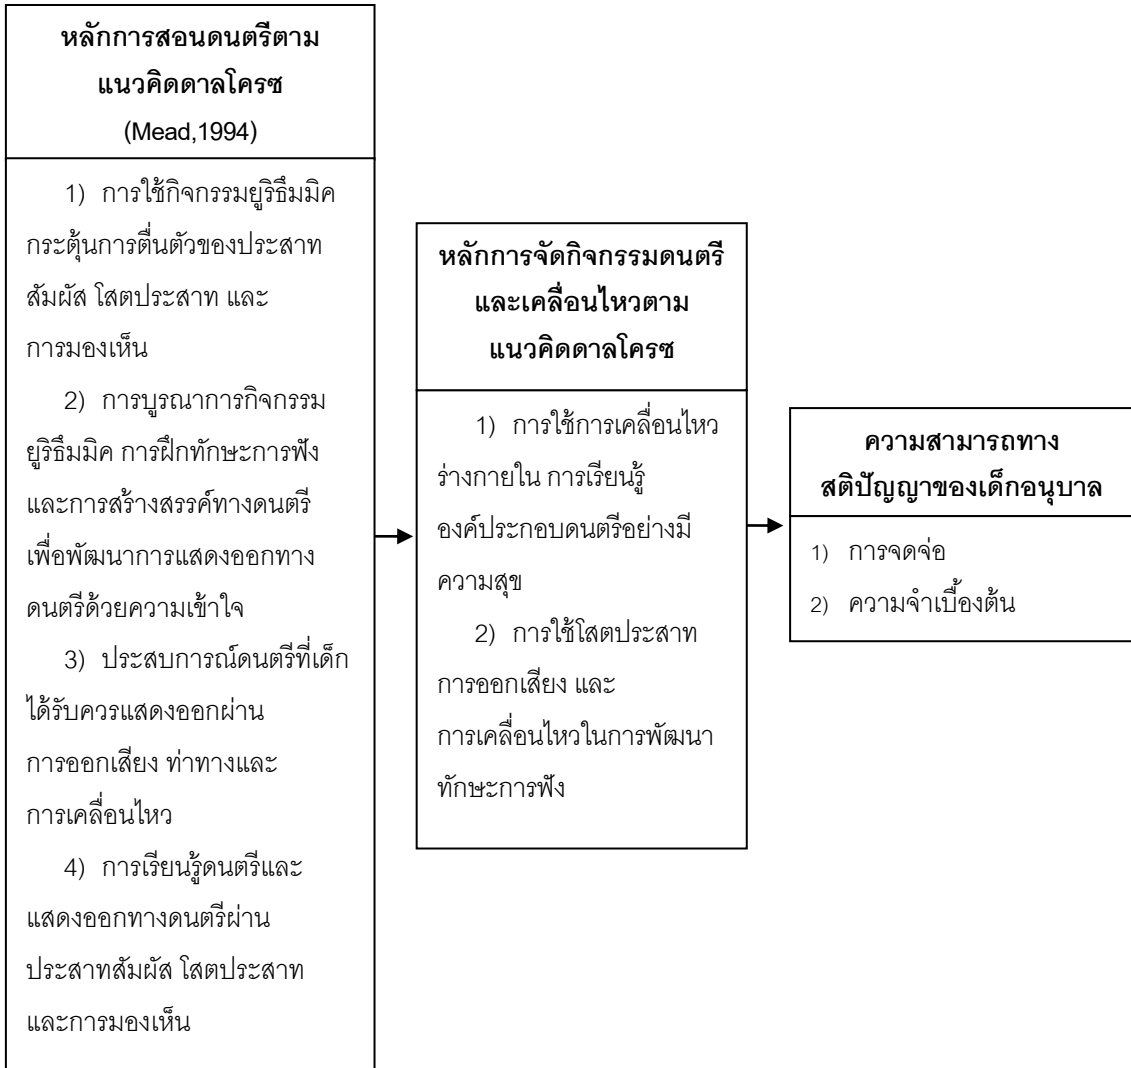 หลักการสอนดนตรีตาม
แนวคิดดาลโครซ
(Mead,1994)
1) การใช้กิจกรรมยูริธึมมิค
กระตุ้นการตื่นตัวของประสาท
สัมผัส โสตประสาท และ
การมองเห็น
2) การบูรณาการกิจกรรม
ยูริธึมมิค การฝึกทักษะการฟัง
และการสร้างสรรค์ทางดนตรี
เพื่อพัฒนาการแสดงออกทาง
ดนตรีด้วยความเข้าใจ
3) ประสบการณ์ดนตรีที่เด็ก
ได้รับควรแสดงออกผ่าน
การออกเสียง ท่าทางและ
การเคลื่อนไหว
4) การเรียนรู้ดนตรีและ
แสดงออกทางดนตรีผ่าน
ประสาทสัมผัส โสตประสาท
และการมองเห็น
หลักการจัดกิจกรรมดนตรี
และเคลื่อนไหวตาม
แนวคิดดาลโครซ
1) การใช้การเคลื่อนไหว
ร่างกายใน การเรียนรู้
องค์ประกอบดนตรีอย่างมี
ความสุข
2) การใช้โสตประสาท
การออกเสียง และ
การเคลื่อนไหวในการพัฒนา
ทักษะการฟัง
ความสามารถทาง
สติปัญญาของเด็กอนุบาล
1) การจดจ่อ
2) ความจำเบื้องต้น